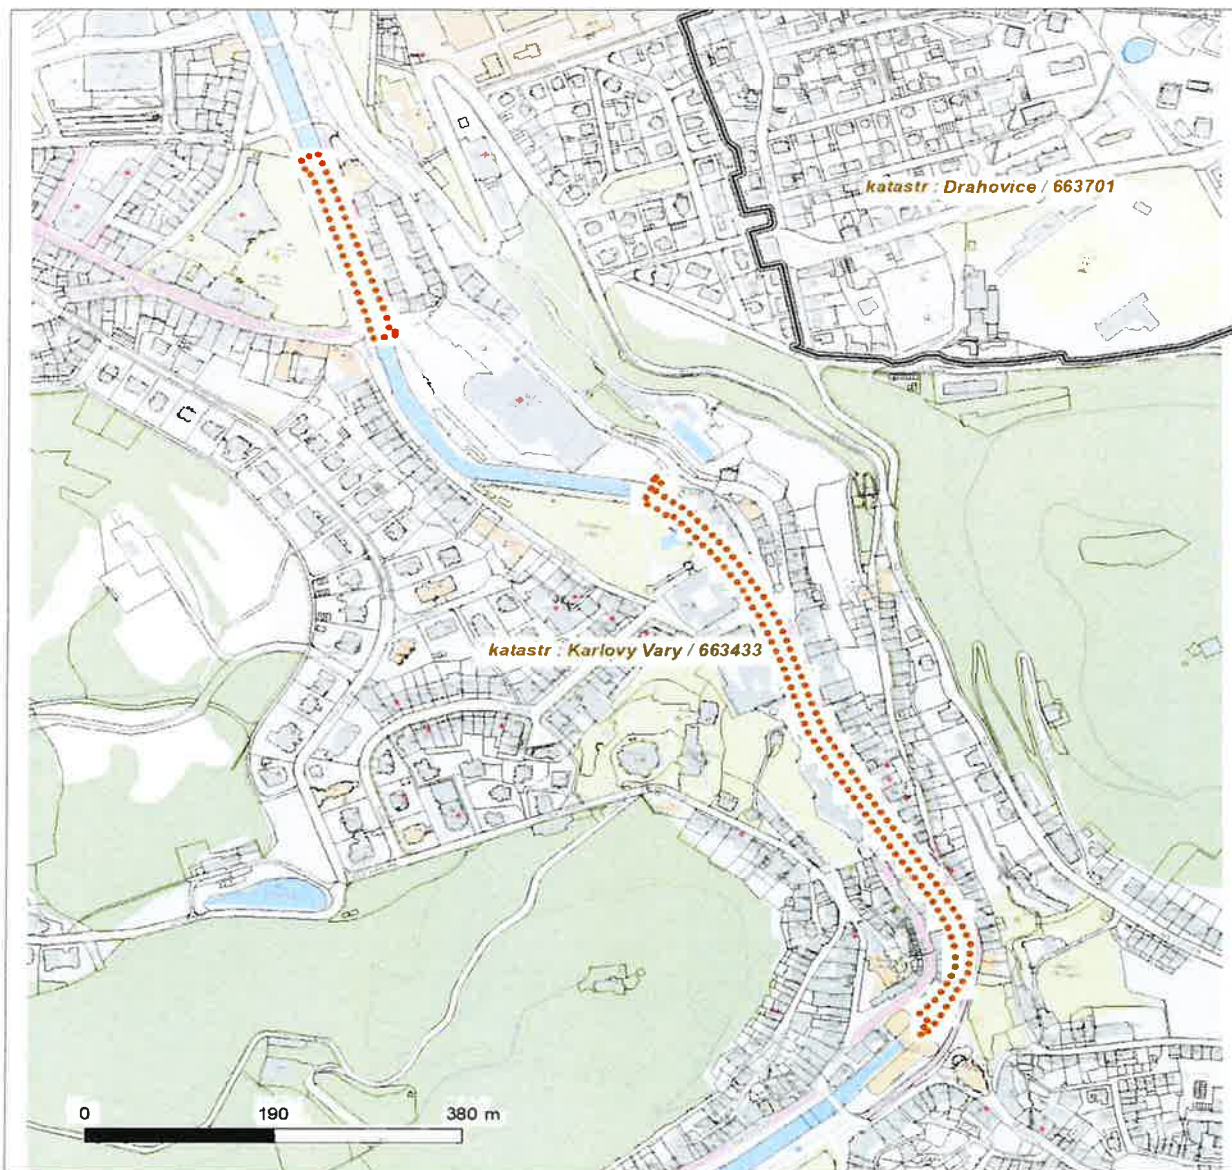 katastr : Drahovice / 663701
katastr : Karlovy Vary / 663433
0 190 380 m